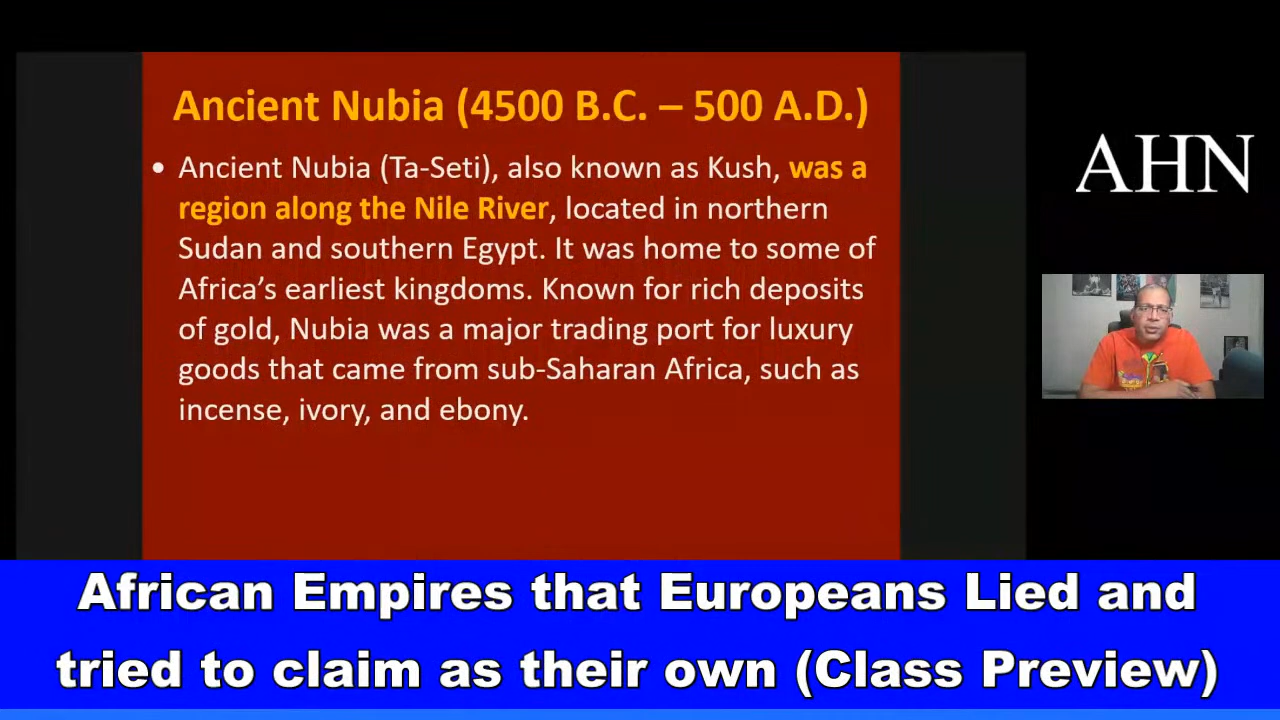 Ancient Nubia (4500 B.C. – 500 A.D.)
• Ancient Nubia (Ta-Seti), also known as Kush, was a
region along the Nile River, located in northern
Sudan and southern Egypt. It was home to some of
Africa's earliest kingdoms. Known for rich deposits
of gold, Nubia was a major trading port for luxury
goods that came from sub-Saharan Africa, such as
incense, ivory, and ebony.
AHN
African Empires that Europeans Lied and
tried to claim as their own (Class Preview)